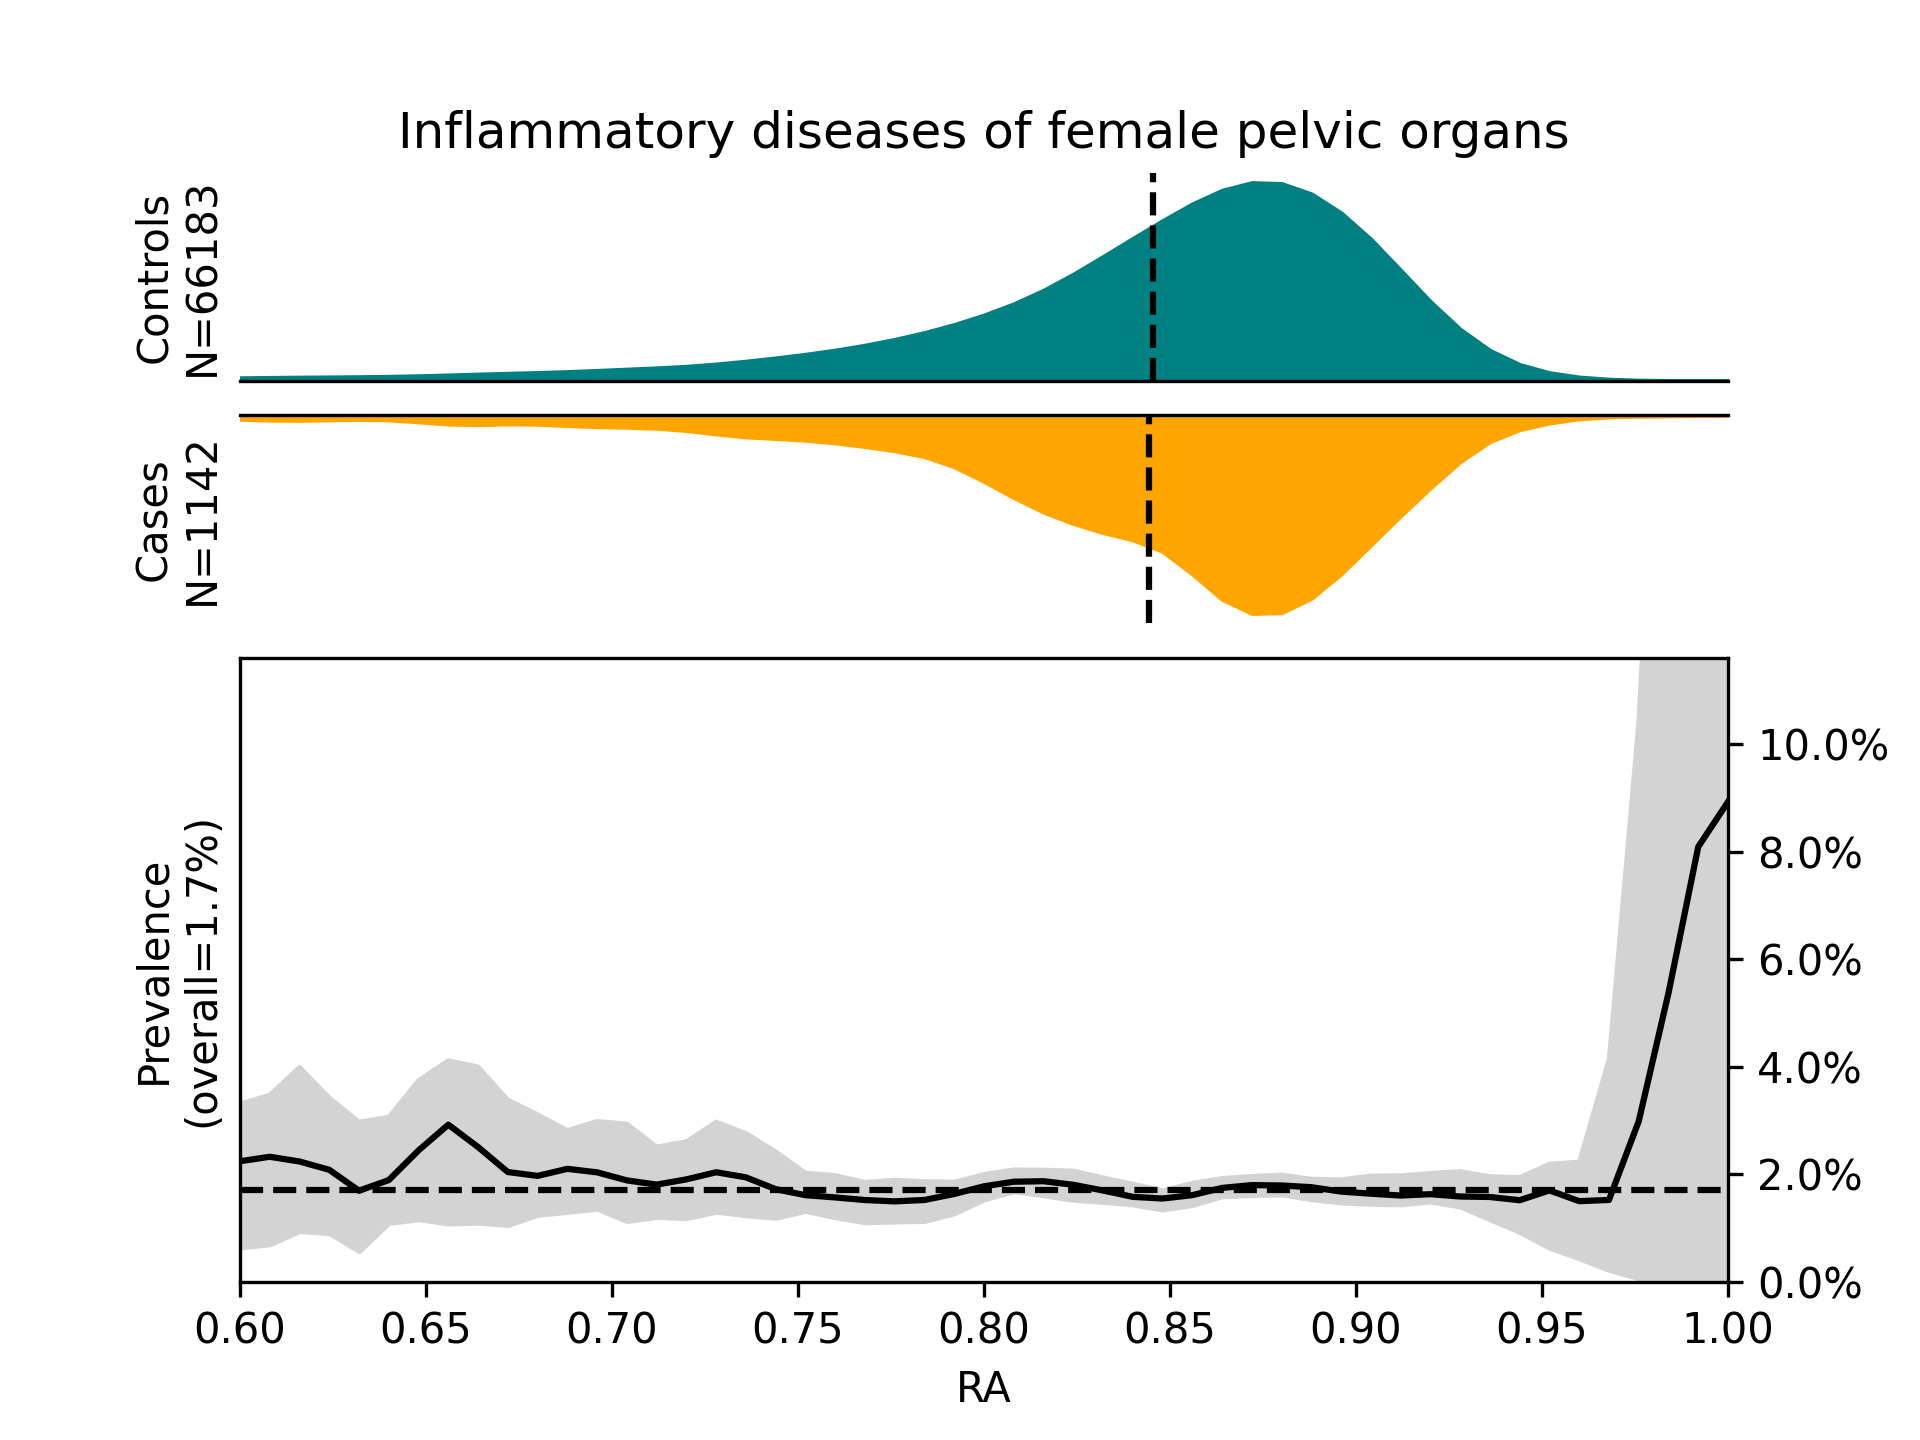 Inflammatory diseases of female pelvic organs
Controls
N=66183
Cases
N=1142
Prevalence
(overall=1.7%)
10.0%
8.0%
6.0%
4.0%
2.0%
0.0%
0.60 0.65 0.70 0.75 0.80 0.85 0.90 0.95 1.00
RA